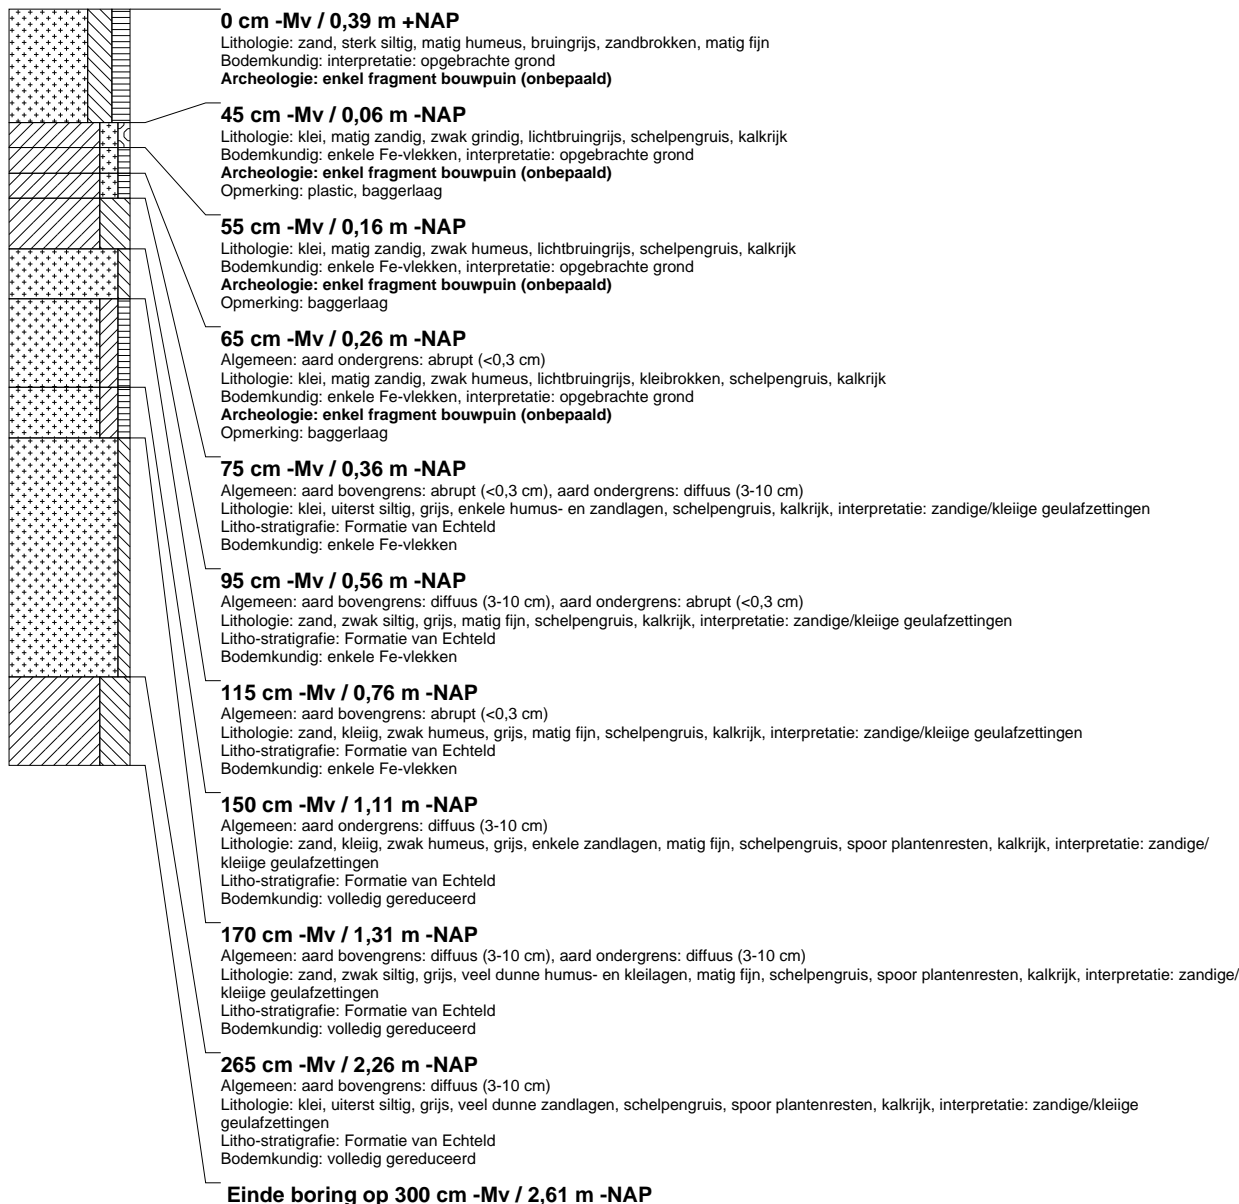 0 cm -Mv / 0,39 m +NAP
Lithologie: zand, sterk siltig, matig humeus, bruingrijs, zandbrokken, matig fijn
Bodemkundig: interpretatie: opgebrachte grond
Archeologie: enkel fragment bouwpuin (onbepaald)
45 cm -Mv / 0,06 m -NAP
Lithologie: klei, matig zandig, zwak grindig, lichtbruingrijs, schelpengruis, kalkrijk
Bodemkundig: enkele Fe-vlekken, interpretatie: opgebrachte grond
Archeologie: enkel fragment bouwpuin (onbepaald)
Opmerking: plastic, baggerlaag
55 cm -Mv / 0,16 m -NAP
Lithologie: klei, matig zandig, zwak humeus, lichtbruingrijs, schelpengruis, kalkrijk
Bodemkundig: enkele Fe-vlekken, interpretatie: opgebrachte grond
Archeologie: enkel fragment bouwpuin (onbepaald)
Opmerking: baggerlaag
65 cm -Mv / 0,26 m -NAP
Algemeen: aard ondergrens: abrupt (<0,3 cm)
Lithologie: klei, matig zandig, zwak humeus, lichtbruingrijs, kleibrokken, schelpengruis, kalkrijk
Bodemkundig: enkele Fe-vlekken, interpretatie: opgebrachte grond
Archeologie: enkel fragment bouwpuin (onbepaald)
Opmerking: baggerlaag
75 cm -Mv / 0,36 m -NAP
Algemeen: aard bovengrens: abrupt (<0,3 cm), aard ondergrens: diffuus (3-10 cm)
Lithologie: klei, uiterst siltig, grijs, enkele humus- en zandlagen, schelpengruis, kalkrijk, interpretatie: zandige/kleiige geulafzettingen
Litho-stratigrafie: Formatie van Echteld
Bodemkundig: enkele Fe-vlekken
95 cm -Mv / 0,56 m -NAP
Algemeen: aard bovengrens: diffuus (3-10 cm), aard ondergrens: abrupt (<0,3 cm)
Lithologie: zand, zwak siltig, grijs, matig fijn, schelpengruis, kalkrijk, interpretatie: zandige/kleiige geulafzettingen
Litho-stratigrafie: Formatie van Echteld
Bodemkundig: enkele Fe-vlekken
115 cm -Mv / 0,76 m -NAP
Algemeen: aard bovengrens: abrupt (<0,3 cm)
Lithologie: zand, kleiig, zwak humeus, grijs, matig fijn, schelpengruis, kalkrijk, interpretatie: zandige/kleiige geulafzettingen
Litho-stratigrafie: Formatie van Echteld
Bodemkundig: enkele Fe-vlekken
150 cm -Mv / 1,11 m -NAP
Algemeen: aard ondergrens: diffuus (3-10 cm)
Lithologie: zand, kleiig, zwak humeus, grijs, enkele zandlagen, matig fijn, schelpengruis, spoor plantenresten, kalkrijk, interpretatie: zandige/
kleiige geulafzettingen
Litho-stratigrafie: Formatie van Echteld
Bodemkundig: volledig gereduceerd
170 cm -Mv / 1,31 m -NAP
Algemeen: aard bovengrens: diffuus (3-10 cm), aard ondergrens: diffuus (3-10 cm)
Lithologie: zand, zwak siltig, grijs, veel dunne humus- en kleilagen, matig fijn, schelpengruis, spoor plantenresten, kalkrijk, interpretatie: zandige/
kleiige geulafzettingen
Litho-stratigrafie: Formatie van Echteld
Bodemkundig: volledig gereduceerd
265 cm -Mv / 2,26 m -NAP
Algemeen: aard bovengrens: diffuus (3-10 cm)
Lithologie: klei, uiterst siltig, grijs, veel dunne zandlagen, schelpengruis, spoor plantenresten, kalkrijk, interpretatie: zandige/kleiige
geulafzettingen
Litho-stratigrafie: Formatie van Echteld
Bodemkundig: volledig gereduceerd
Einde boring op 300 cm -Mv / 2,61 m -NAP